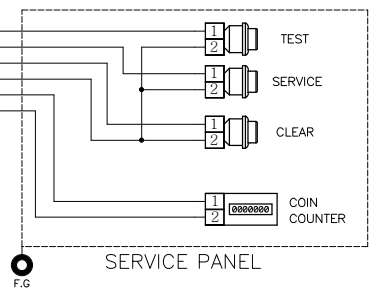 1
2
TEST
1
2
SERVICE
1
2
CLEAR
1
2
0000000
COIN
COUNTER
SERVICE PANEL
F.G